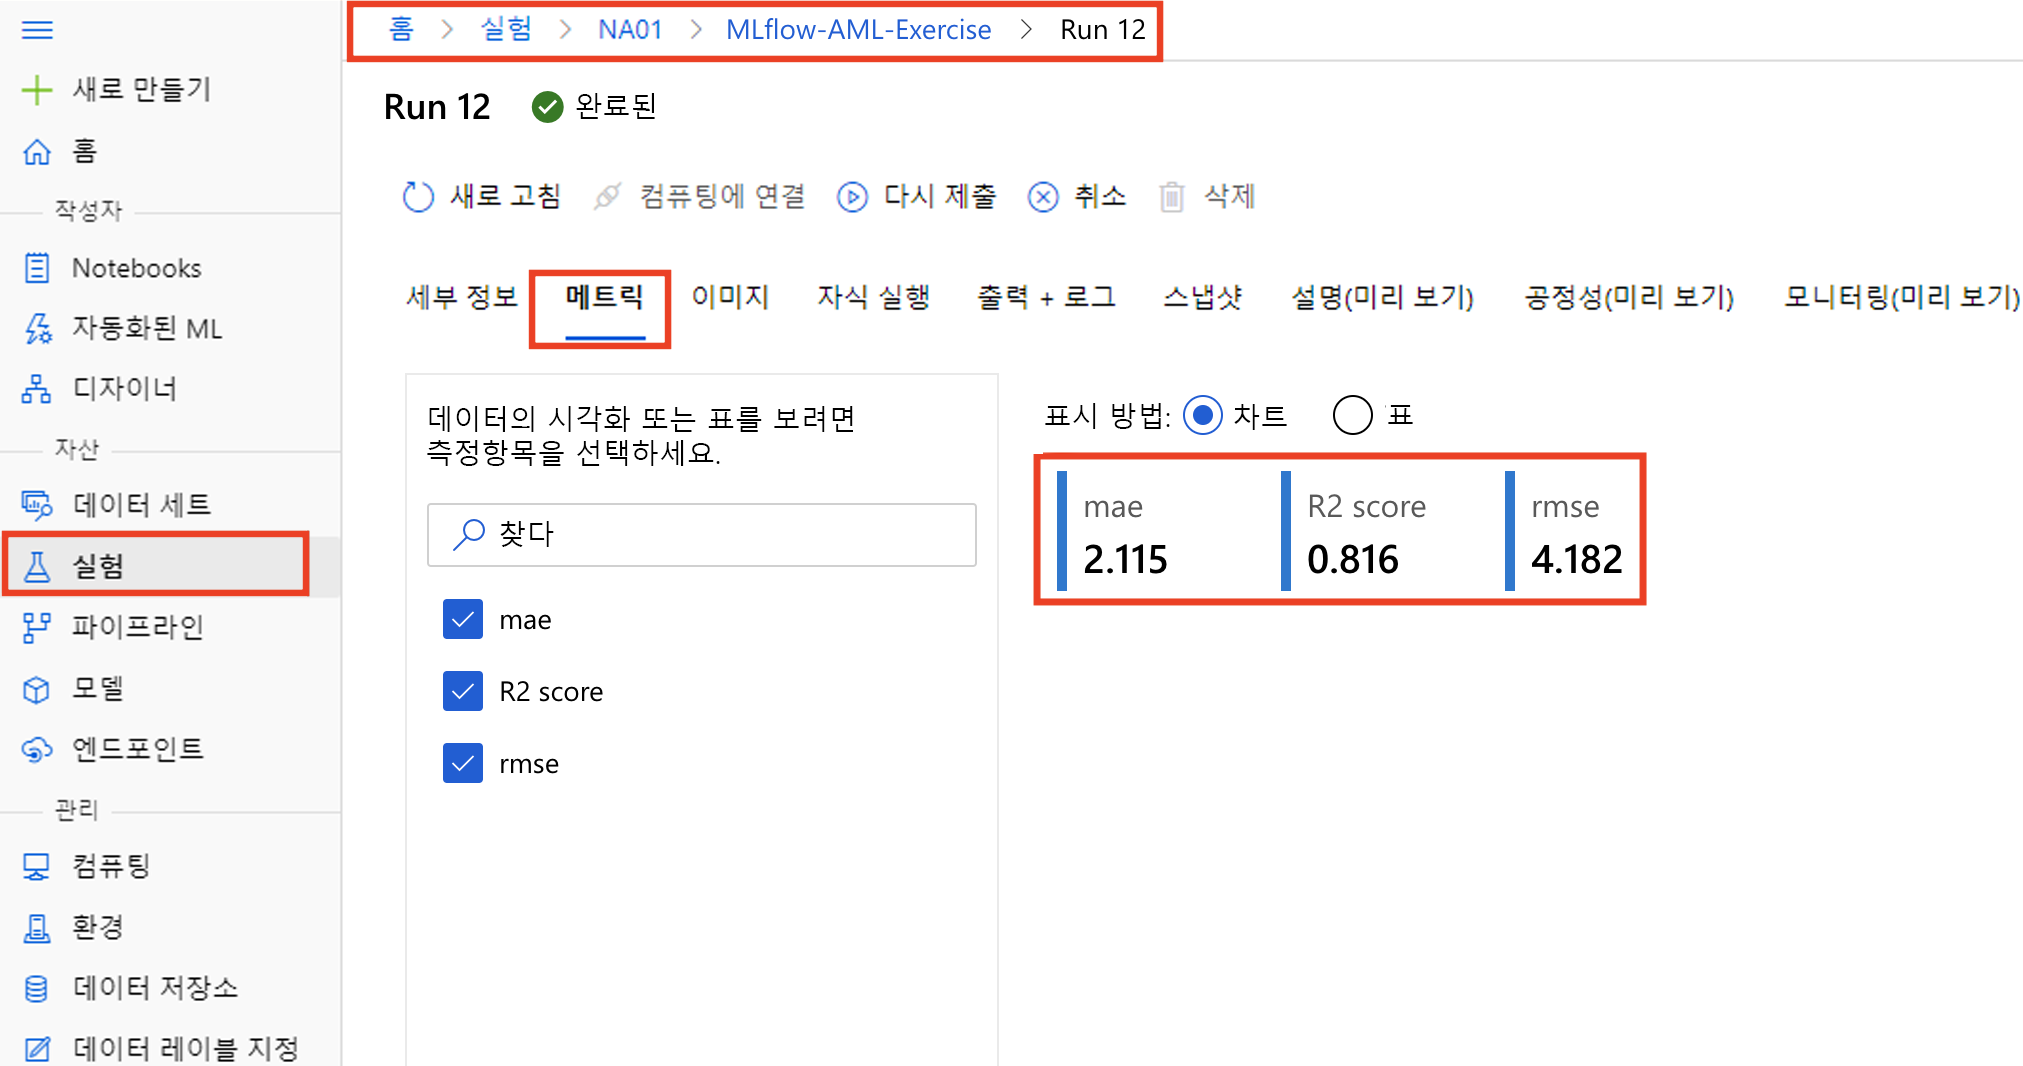 홈 > 실험 > NA01 > MLflow-AML-Exercise > Run 12
새로 만들기
홈
작성자
Notebooks
자동화된 ML
디자이너
자산
데이터 세트
실험
파이프라인
모델
엔드포인트
관리
컴퓨팅
환경
데이터 저장소
데이터 레이블 지정
Run 12 완료된
새로 고침 컴퓨팅에 연결 다시 제출 취소 삭제
세부 정보 메트릭 이미지 자식 실행 출력 + 로그 스냅샷 설명(미리 보기) 공정성(미리 보기) 모니터링(미리 보기)
데이터의 시각화 또는 표를 보려면
측정항목을 선택하세요.
찾다
mae
R2 score
rmse
표시 방법: 차트 표
mae R2 score rmse
2.115 0.816 4.182